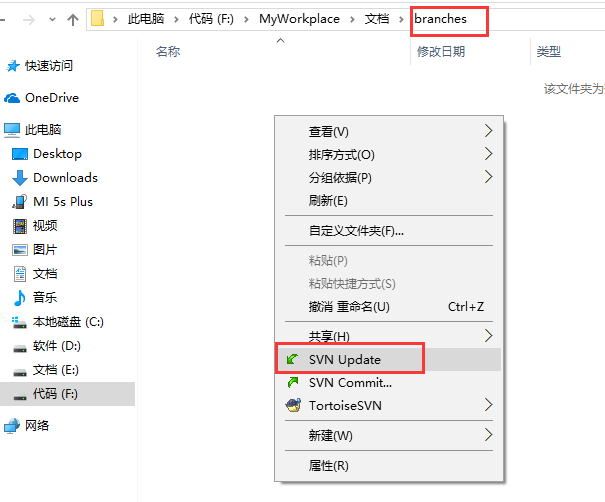 此电脑 代码 (F:) MyWorkplace 文档 branches
名称 修改日期 类型
该文件夹为
快速访问
OneDrive
此电脑
Desktop
Downloads
MI 5s Plus
视频
图片
文档
音乐
本地磁盘 (C:)
软件 (D:)
文档 (E:)
代码 (F:)
网络
查看(V)
排序方式(O)
分组依据(P)
刷新(E)
自定义文件夹(F)...
粘贴(P)
粘贴快捷方式(S)
撤消 重命名(U) Ctrl+Z
共享(H)
SVN Update
SVN Commit...
TortoiseSVN
新建(W)
属性(R)